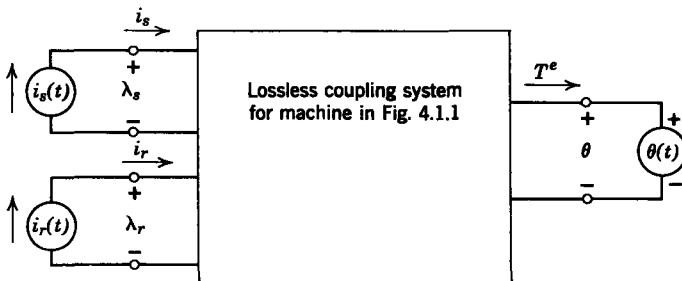 i_s
i_s(t)
+
λ_s
−
i_r
i_r(t)
+
λ_r
−
Lossless coupling system
for machine in Fig. 4.1.1
T^e
+
θ
−
+
θ(t)
−